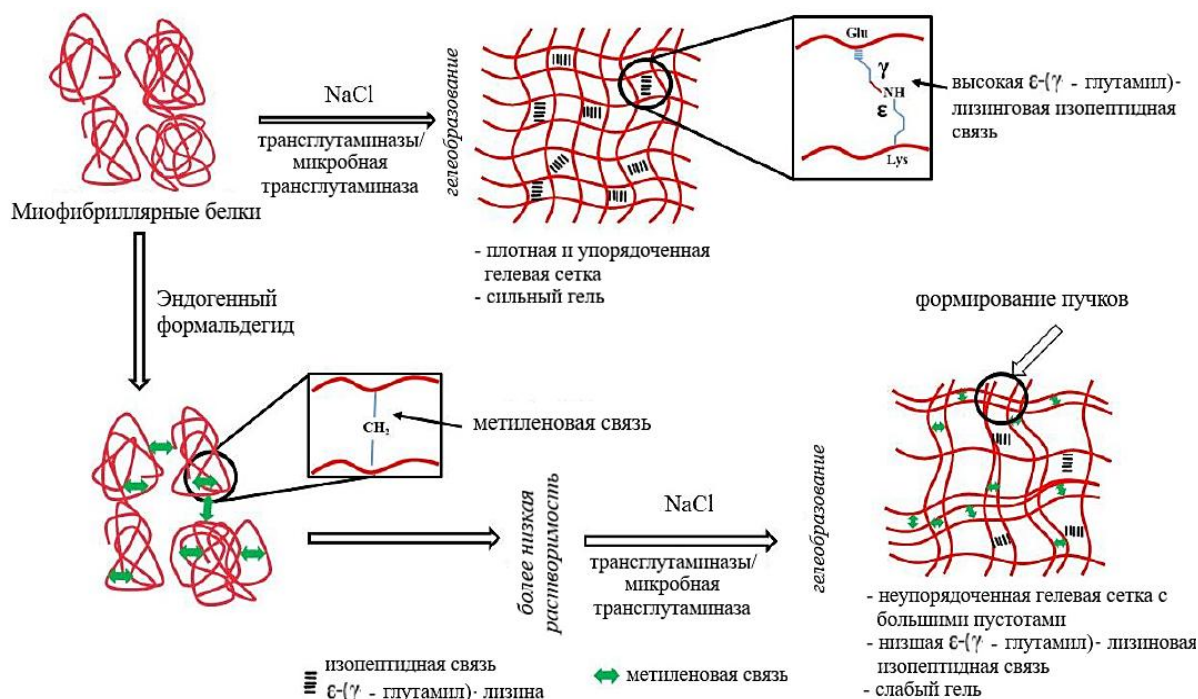 Миофибриллярные белки
NaCl
трансглутаминазы/
микробная
трансглутаминаза
гелеобразование
Glu
γ
NH
ε
Lys
высокая ε-(γ - глутамил)-
лизинговая изопептидная
связь
- плотная и упорядоченная
гелевая сетка
- сильный гель
Эндогенный
формальдегид
CH₂
метиленовая связь
более низкая
растворимость
NaCl
трансглутаминазы/
микробная
трансглутаминаза
гелеобразование
формирование пучков
- неупорядоченная гелевая сетка с
большими пустотами
- низшая ε-(γ - глутамил)- лизиновая
изопептидная связь
- слабый гель
изопептидная связь
ε-(γ - глутамил)- лизина
метиленовая связь